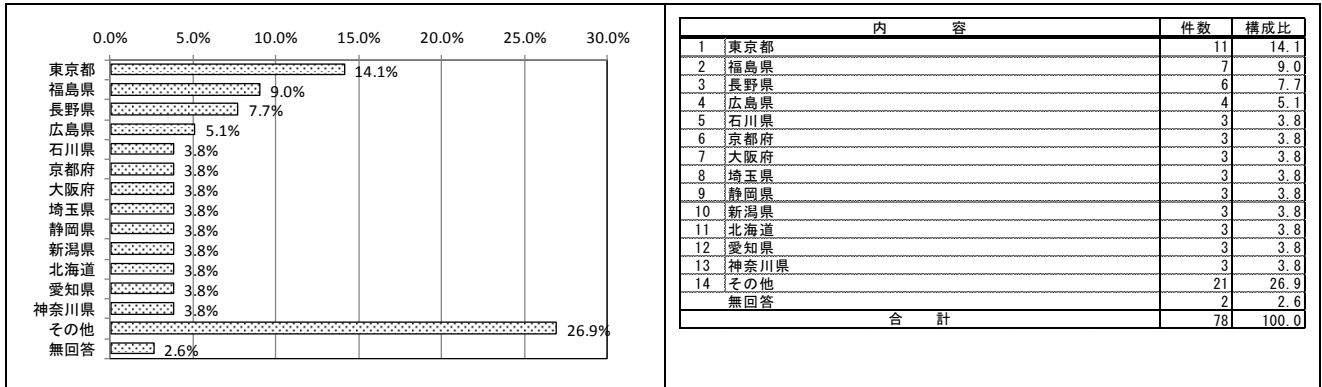 0.0% 5.0% 10.0% 15.0% 20.0% 25.0% 30.0%
東京都 14.1%
福島県 9.0%
長野県 7.7%
広島県 5.1%
石川県 3.8%
京都府 3.8%
大阪府 3.8%
埼玉県 3.8%
静岡県 3.8%
新潟県 3.8%
北海道 3.8%
愛知県 3.8%
神奈川県 3.8%
その他 26.9%
無回答 2.6%
内 容 件数 構成比
1 東京都 11 14.1
2 福島県 7 9.0
3 長野県 6 7.7
4 広島県 4 5.1
5 石川県 3 3.8
6 京都府 3 3.8
7 大阪府 3 3.8
8 埼玉県 3 3.8
9 静岡県 3 3.8
10 新潟県 3 3.8
11 北海道 3 3.8
12 愛知県 3 3.8
13 神奈川県 3 3.8
14 その他 21 26.9
無回答 2 2.6
合 計 78 100.0